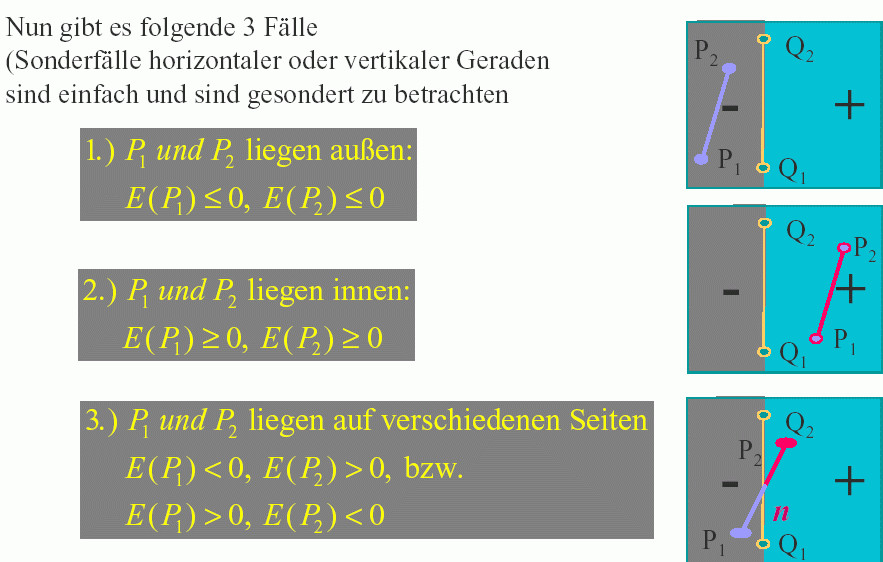 Nun gibt es folgende 3 Fälle
(Sonderfälle horizontaler oder vertikaler Geraden
sind einfach und sind gesondert zu betrachten
1.) P₁ und P₂ liegen außen:
E(P₁) ≤ 0, E(P₂) ≤ 0
2.) P₁ und P₂ liegen innen:
E(P₁) ≥ 0, E(P₂) ≥ 0
3.) P₁ und P₂ liegen auf verschiedenen Seiten
E(P₁) < 0, E(P₂) > 0, bzw.
E(P₁) > 0, E(P₂) < 0
P₂ Q₂
- +
P₁ Q₁
Q₂ P₂
- +
Q₁ P₁
Q₂
P₂
- +
n
P₁ Q₁